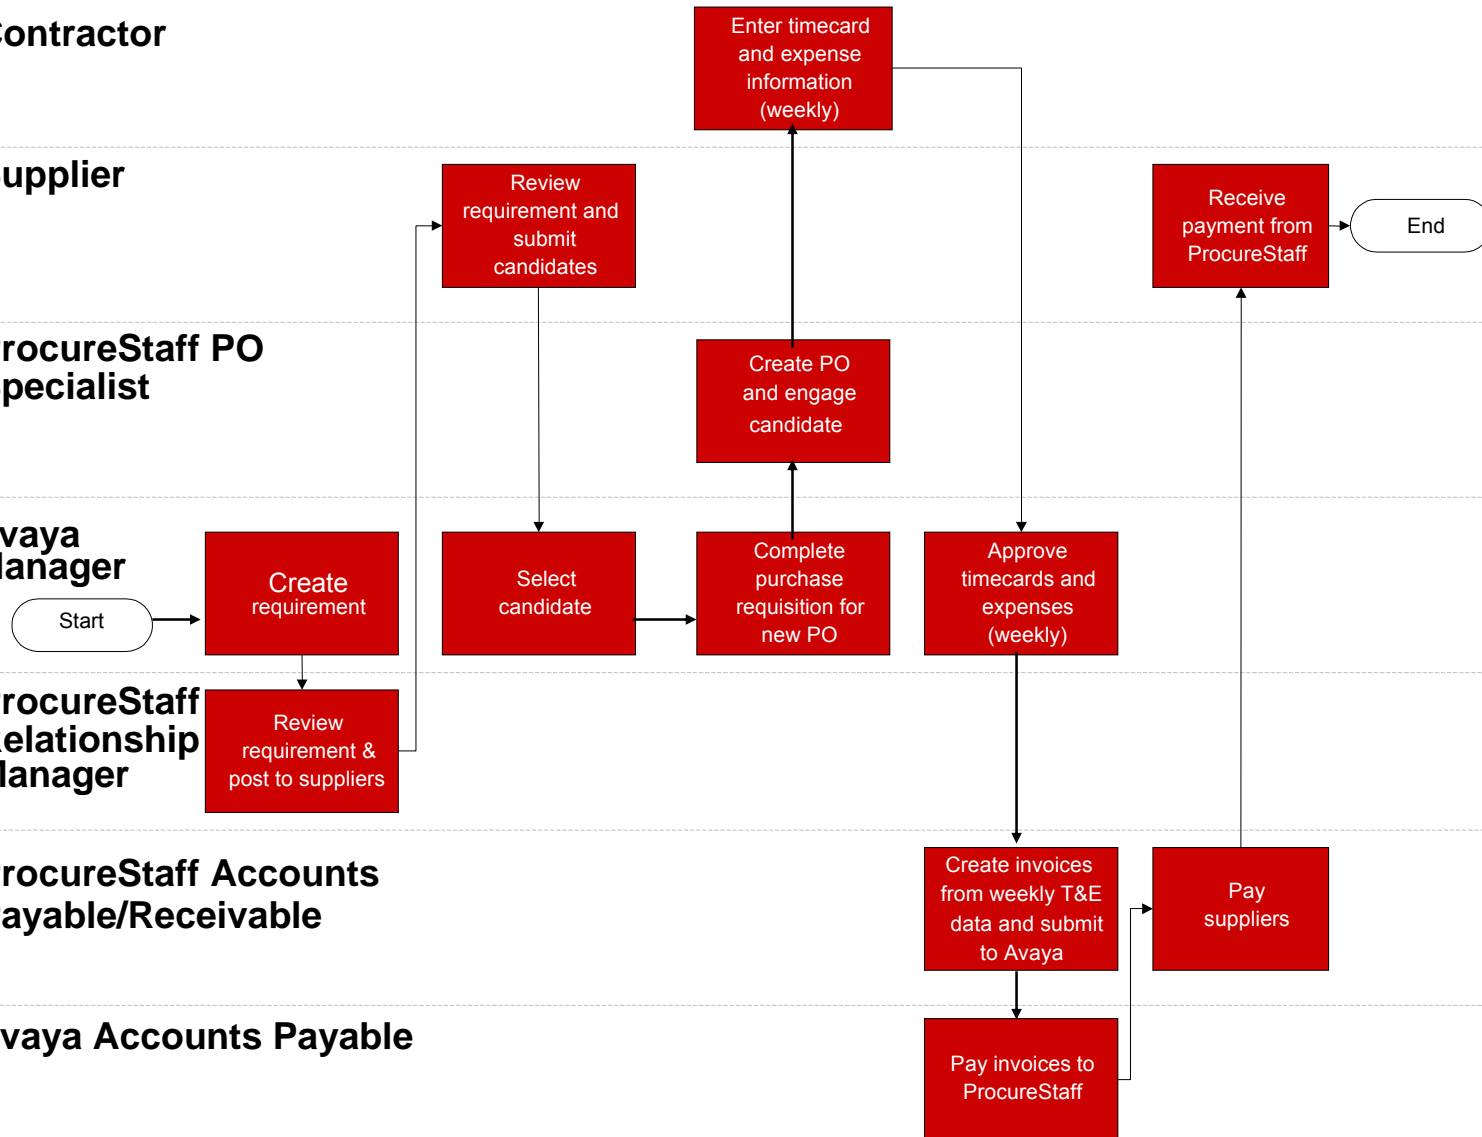 ontractor
Enter timecard
and expense
information
(weekly)
upplier
Review
requirement and
submit
candidates
Receive
payment from
ProcureStaff
End
rocureStaff PO
pecialist
Create PO
and engage
candidate
vaya
anager
Start
Create
requirement
Select
candidate
Complete
purchase
requisition for
new PO
Approve
timecards and
expenses
(weekly)
rocureStaff
elationship
anager
Review
requirement &
post to suppliers
rocureStaff Accounts
ayable/Receivable
Create invoices
from weekly T&E
data and submit
to Avaya
Pay
suppliers
vaya Accounts Payable
Pay invoices to
ProcureStaff